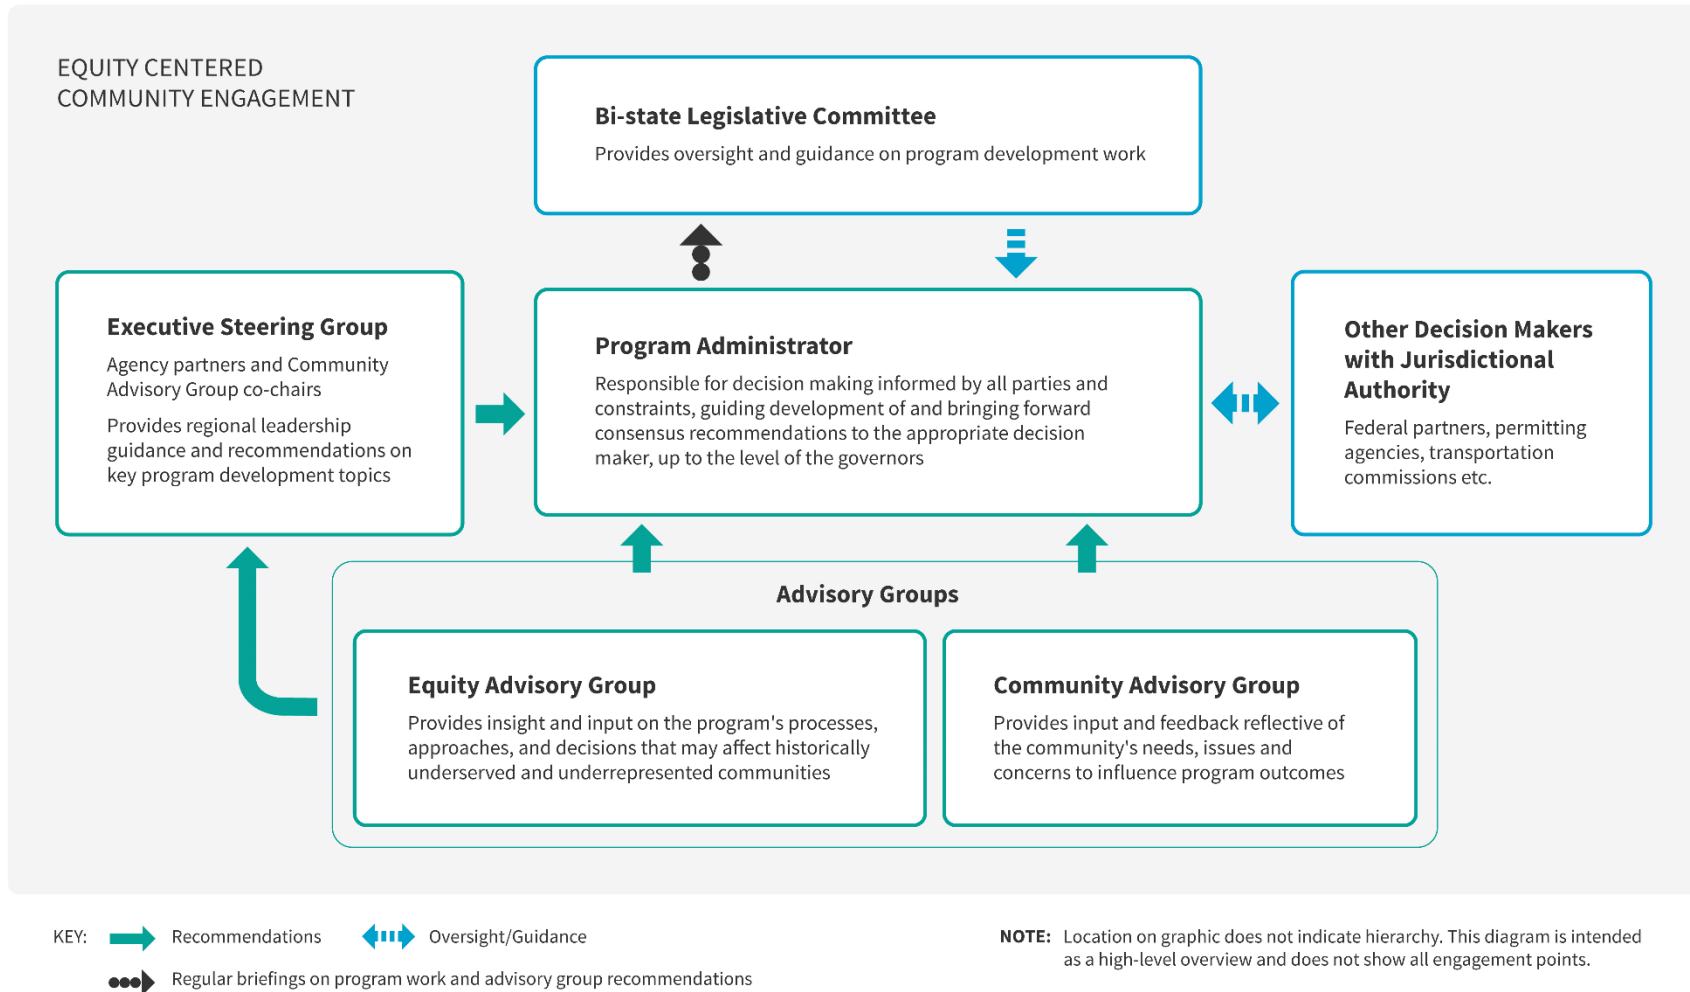 EQUITY CENTERED
COMMUNITY ENGAGEMENT
Bi-state Legislative Committee
Provides oversight and guidance on program development work
Executive Steering Group
Agency partners and Community
Advisory Group co-chairs
Provides regional leadership
guidance and recommendations on
key program development topics
Program Administrator
Responsible for decision making informed by all parties and
constraints, guiding development of and bringing forward
consensus recommendations to the appropriate decision
maker, up to the level of the governors
Other Decision Makers
with Jurisdictional
Authority
Federal partners, permitting
agencies, transportation
commissions etc.
Advisory Groups
Equity Advisory Group
Provides insight and input on the program's processes,
approaches, and decisions that may affect historically
underserved and underrepresented communities
Community Advisory Group
Provides input and feedback reflective of
the community's needs, issues and
concerns to influence program outcomes
KEY:
Recommendations
Oversight/Guidance
Regular briefings on program work and advisory group recommendations
NOTE: Location on graphic does not indicate hierarchy. This diagram is intended
as a high-level overview and does not show all engagement points.